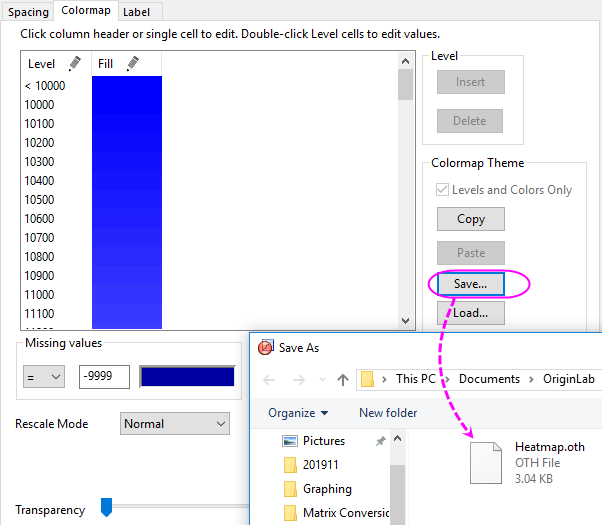 Spacing Colormap Label
Click column header or single cell to edit. Double-click Level cells to edit values.
Level Fill
< 10000
10000
10100
10200
10300
10400
10500
10600
10700
10800
10900
11000
11100
Level
Insert
Delete
Colormap Theme
Levels and Colors Only
Copy
Paste
Save...
Load...
Missing values
= -9999
Rescale Mode Normal
Transparency
Save As
This PC > Documents > OriginLab
Organize New folder
Pictures
201911
Graphing
Matrix Conversic
Heatmap.oth
OTH File
3.04 KB